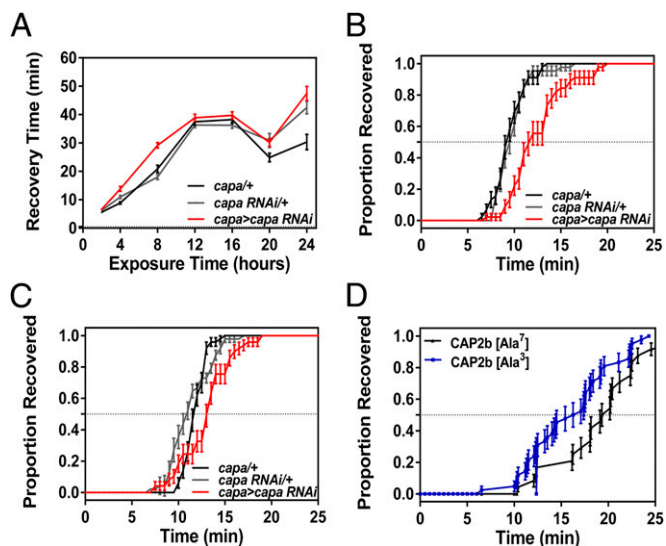 A
Recovery Time (min)
60
50
40
30
20
10
0
4 8 12 16 20 24
Exposure Time (hours)
capa/+
capa RNAi/+
capa>capa RNAi
B
Proportion Recovered
1.0
0.8
0.6
0.4
0.2
0.0
0 5 10 15 20 25
Time (min)
capa/+
capa RNAi/+
capa>capa RNAi
C
Proportion Recovered
1.0
0.8
0.6
0.4
0.2
0.0
0 5 10 15 20 25
Time (min)
capa/+
capa RNAi/+
capa>capa RNAi
D
Proportion Recovered
1.0
0.8
0.6
0.4
0.2
0.0
0 5 10 15 20 25
Time (min)
CAP2b [Ala⁷]
CAP2b [Ala³]